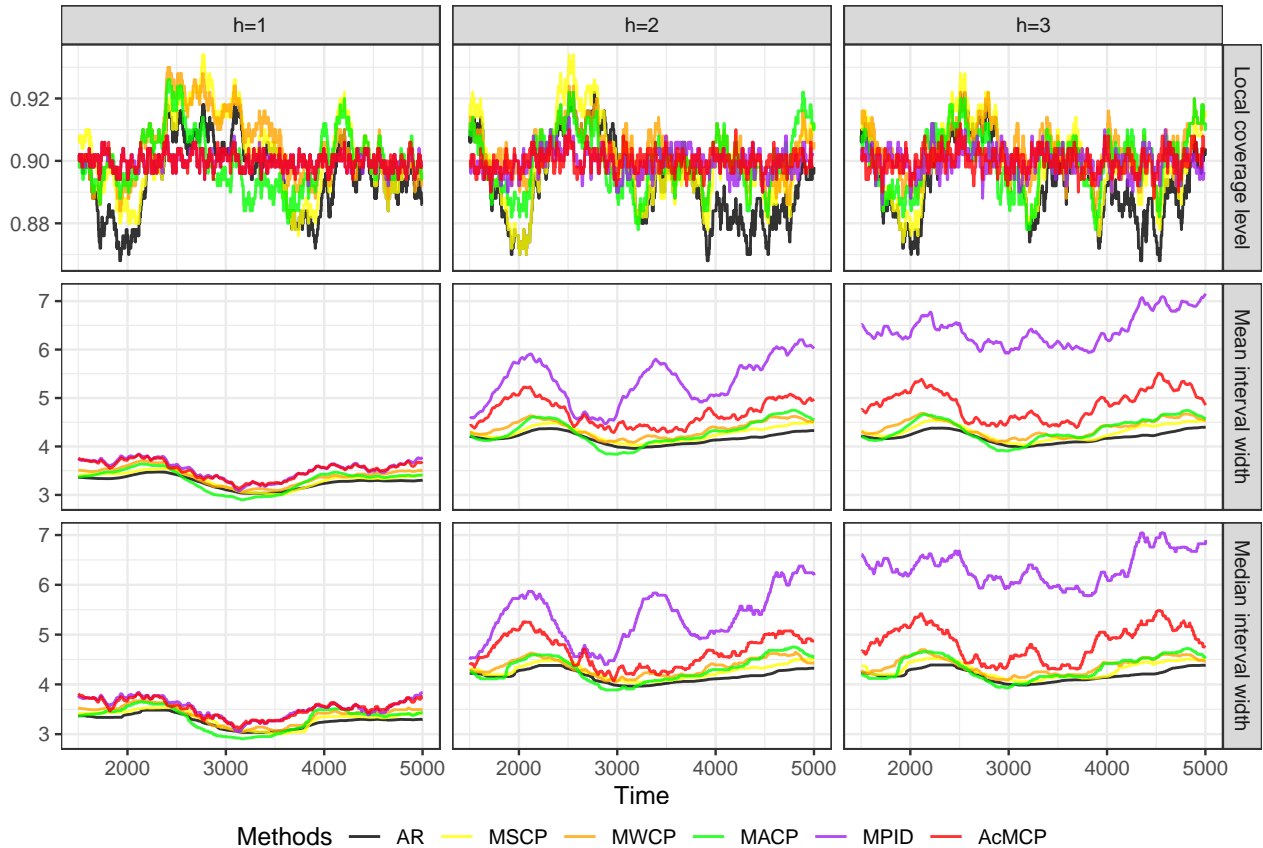 h=1
h=2
h=3
0.92
0.90
0.88
Local coverage level
7
6
5
4
3
Mean interval width
7
6
5
4
3
Median interval width
2000 3000 4000 5000
2000 3000 4000 5000
2000 3000 4000 5000
Time
Methods AR MSCP MWCP MACP MPID AcMCP